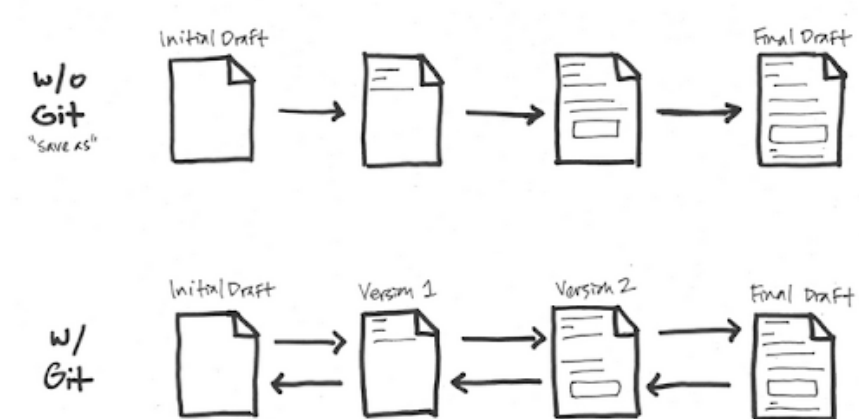 Initial Draft
Final Draft
w/o
Git
"Save as"
Initial Draft
Version 1
Version 2
Final Draft
w/
Git